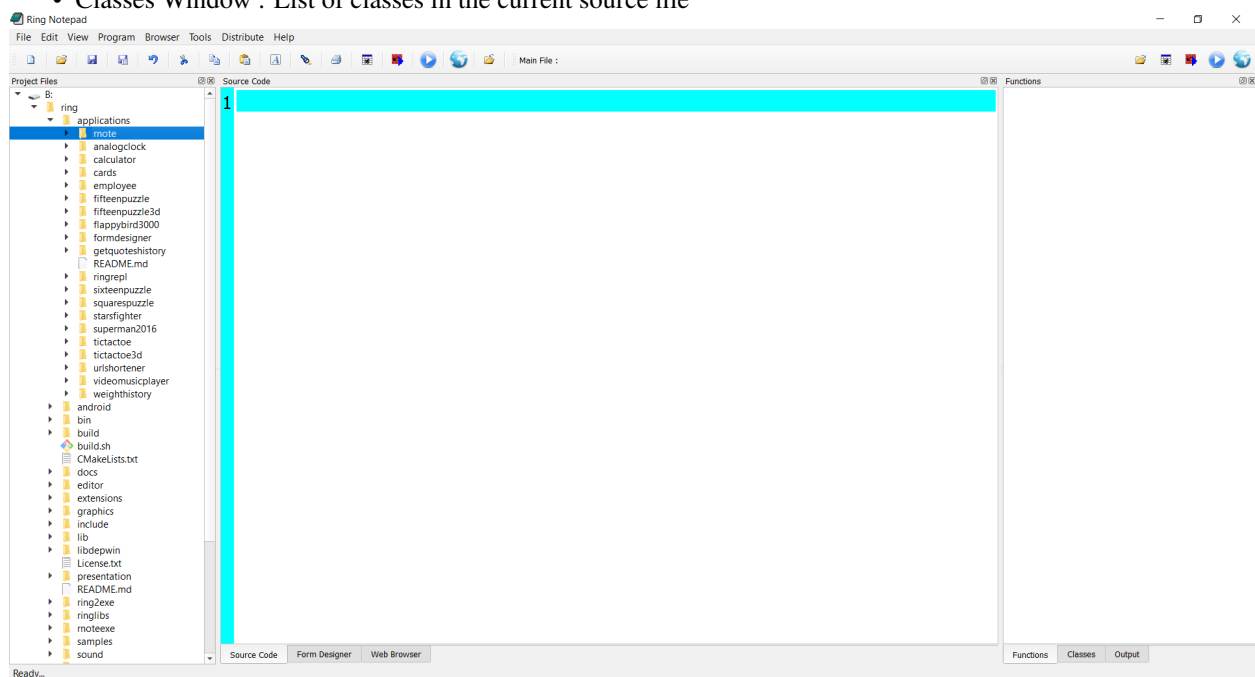 • Classes Window : List of classes in the current source file
Ring Notepad
File Edit View Program Browser Tools Distribute Help
Main File :
Project Files
Source Code
Functions
B:
ring
applications
rnote
analogclock
calculator
cards
employee
fifteenpuzzle
fifteenpuzzle3d
flappybird3000
formdesigner
getquoteshistory
README.md
ringrepl
sixteenpuzzle
squarespuzzle
starsfighter
superman2016
tictactoe
tictactoe3d
urlshortener
videomusicplayer
weighthistory
android
bin
build
build.sh
CMakeLists.txt
docs
editor
extensions
graphics
include
lib
libdepwin
License.txt
presentation
README.md
ring2exe
ringlibs
rnoteexe
samples
sound
1
Source Code Form Designer Web Browser
Functions Classes Output
Ready...